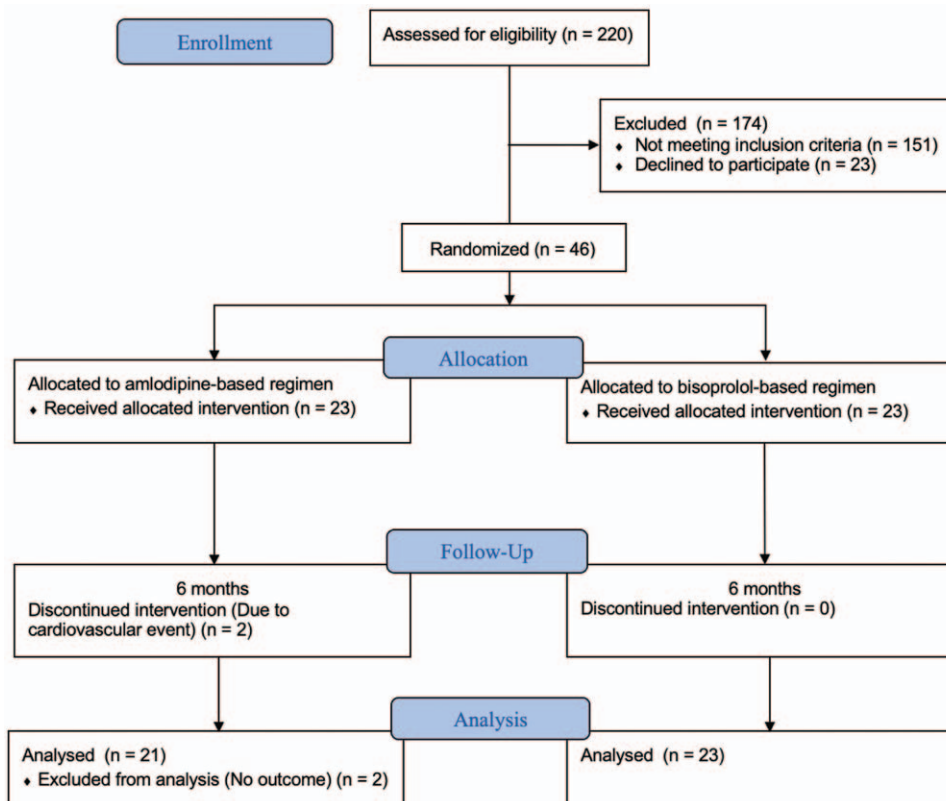 Enrollment
Assessed for eligibility (n = 220)
Excluded (n = 174)
♦ Not meeting inclusion criteria (n = 151)
♦ Declined to participate (n = 23)
Randomized (n = 46)
Allocation
Allocated to amlodipine-based regimen
♦ Received allocated intervention (n = 23)
Allocated to bisoprolol-based regimen
♦ Received allocated intervention (n = 23)
Follow-Up
6 months
Discontinued intervention (Due to
cardiovascular event) (n = 2)
6 months
Discontinued intervention (n = 0)
Analysis
Analysed (n = 21)
♦ Excluded from analysis (No outcome) (n = 2)
Analysed (n = 23)